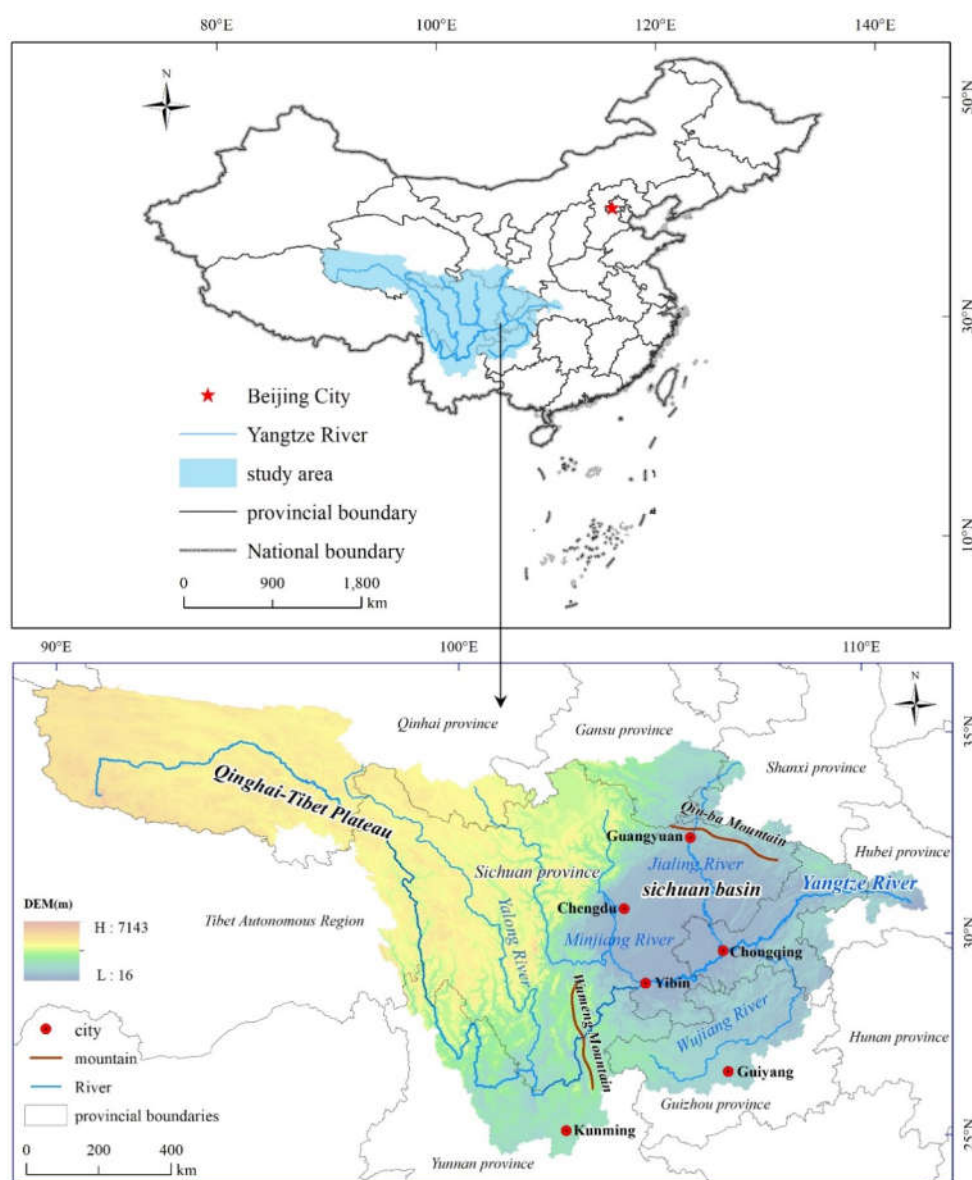 80°E 100°E 120°E 140°E
N
50°N
30°N
10°N
Beijing City
Yangtze River
study area
provincial boundary
National boundary
0 900 1,800
km
90°E 100°E 110°E
N
35°N
30°N
25°N
Qinhai province
Gansu province
Shanxi province
Qinghai-Tibet Plateau
Qiu-ba Mountain
Guangyuan
Hubei province
Jialing River
Sichuan province
sichuan basin
Yangtze River
DEM(m)
H : 7143
L : 16
Tibet Autonomous Region
Yalong River
Chengdu
Minjiang River
Chongqing
Yibin
Wumeng Mountain
Wujiang River
Hunan province
city
mountain
River
provincial boundaries
Guiyang
Guizhou province
Kunming
Yunnan province
0 200 400
km